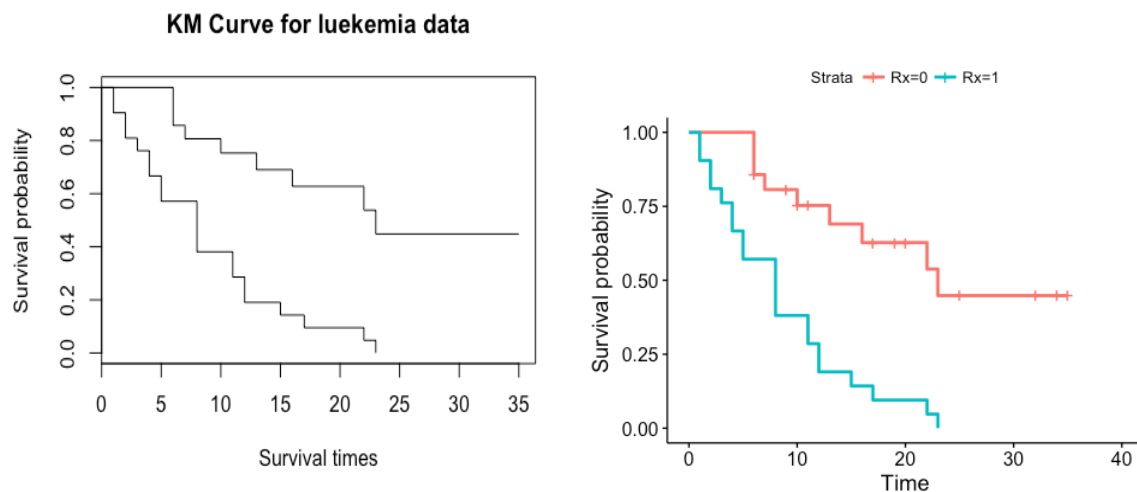 KM Curve for luekemia data
Survival probability
1.0
0.8
0.6
0.4
0.2
0.0
0 5 10 15 20 25 30 35
Survival times
Strata Rx=0 Rx=1
Survival probability
1.00
0.75
0.50
0.25
0.00
0 10 20 30 40
Time